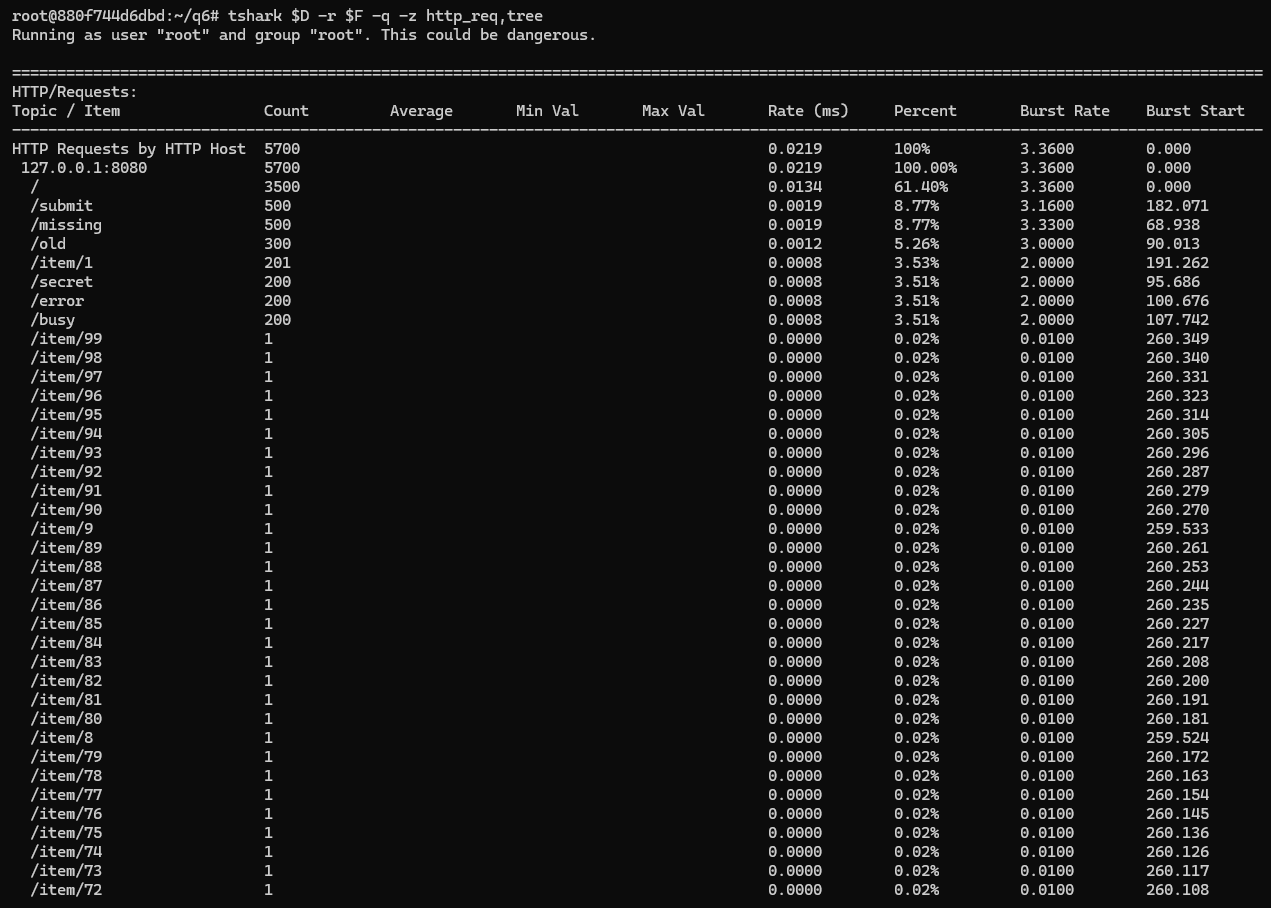 root@880f744d6dbd:~/q6# tshark $D -r $F -q -z http_req,tree
Running as user "root" and group "root". This could be dangerous.
===========================================================================================================================================
HTTP/Requests:
Topic / Item                Count         Average       Min Val       Max Val       Rate (ms)     Percent       Burst Rate    Burst Start
-------------------------------------------------------------------------------------------------------------------------------------------
HTTP Requests by HTTP Host  5700                                                    0.0219        100%          3.3600        0.000
 127.0.0.1:8080             5700                                                    0.0219        100.00%       3.3600        0.000
  /                         3500                                                    0.0134        61.40%        3.3600        0.000
  /submit                   500                                                     0.0019        8.77%         3.1600        182.071
  /missing                  500                                                     0.0019        8.77%         3.3300        68.938
  /old                      300                                                     0.0012        5.26%         3.0000        90.013
  /item/1                   201                                                     0.0008        3.53%         2.0000        191.262
  /secret                   200                                                     0.0008        3.51%         2.0000        95.686
  /error                    200                                                     0.0008        3.51%         2.0000        100.676
  /busy                     200                                                     0.0008        3.51%         2.0000        107.742
  /item/99                  1                                                       0.0000        0.02%         0.0100        260.349
  /item/98                  1                                                       0.0000        0.02%         0.0100        260.340
  /item/97                  1                                                       0.0000        0.02%         0.0100        260.331
  /item/96                  1                                                       0.0000        0.02%         0.0100        260.323
  /item/95                  1                                                       0.0000        0.02%         0.0100        260.314
  /item/94                  1                                                       0.0000        0.02%         0.0100        260.305
  /item/93                  1                                                       0.0000        0.02%         0.0100        260.296
  /item/92                  1                                                       0.0000        0.02%         0.0100        260.287
  /item/91                  1                                                       0.0000        0.02%         0.0100        260.279
  /item/90                  1                                                       0.0000        0.02%         0.0100        260.270
  /item/9                   1                                                       0.0000        0.02%         0.0100        259.533
  /item/89                  1                                                       0.0000        0.02%         0.0100        260.261
  /item/88                  1                                                       0.0000        0.02%         0.0100        260.253
  /item/87                  1                                                       0.0000        0.02%         0.0100        260.244
  /item/86                  1                                                       0.0000        0.02%         0.0100        260.235
  /item/85                  1                                                       0.0000        0.02%         0.0100        260.227
  /item/84                  1                                                       0.0000        0.02%         0.0100        260.217
  /item/83                  1                                                       0.0000        0.02%         0.0100        260.208
  /item/82                  1                                                       0.0000        0.02%         0.0100        260.200
  /item/81                  1                                                       0.0000        0.02%         0.0100        260.191
  /item/80                  1                                                       0.0000        0.02%         0.0100        260.181
  /item/8                   1                                                       0.0000        0.02%         0.0100        259.524
  /item/79                  1                                                       0.0000        0.02%         0.0100        260.172
  /item/78                  1                                                       0.0000        0.02%         0.0100        260.163
  /item/77                  1                                                       0.0000        0.02%         0.0100        260.154
  /item/76                  1                                                       0.0000        0.02%         0.0100        260.145
  /item/75                  1                                                       0.0000        0.02%         0.0100        260.136
  /item/74                  1                                                       0.0000        0.02%         0.0100        260.126
  /item/73                  1                                                       0.0000        0.02%         0.0100        260.117
  /item/72                  1                                                       0.0000        0.02%         0.0100        260.108